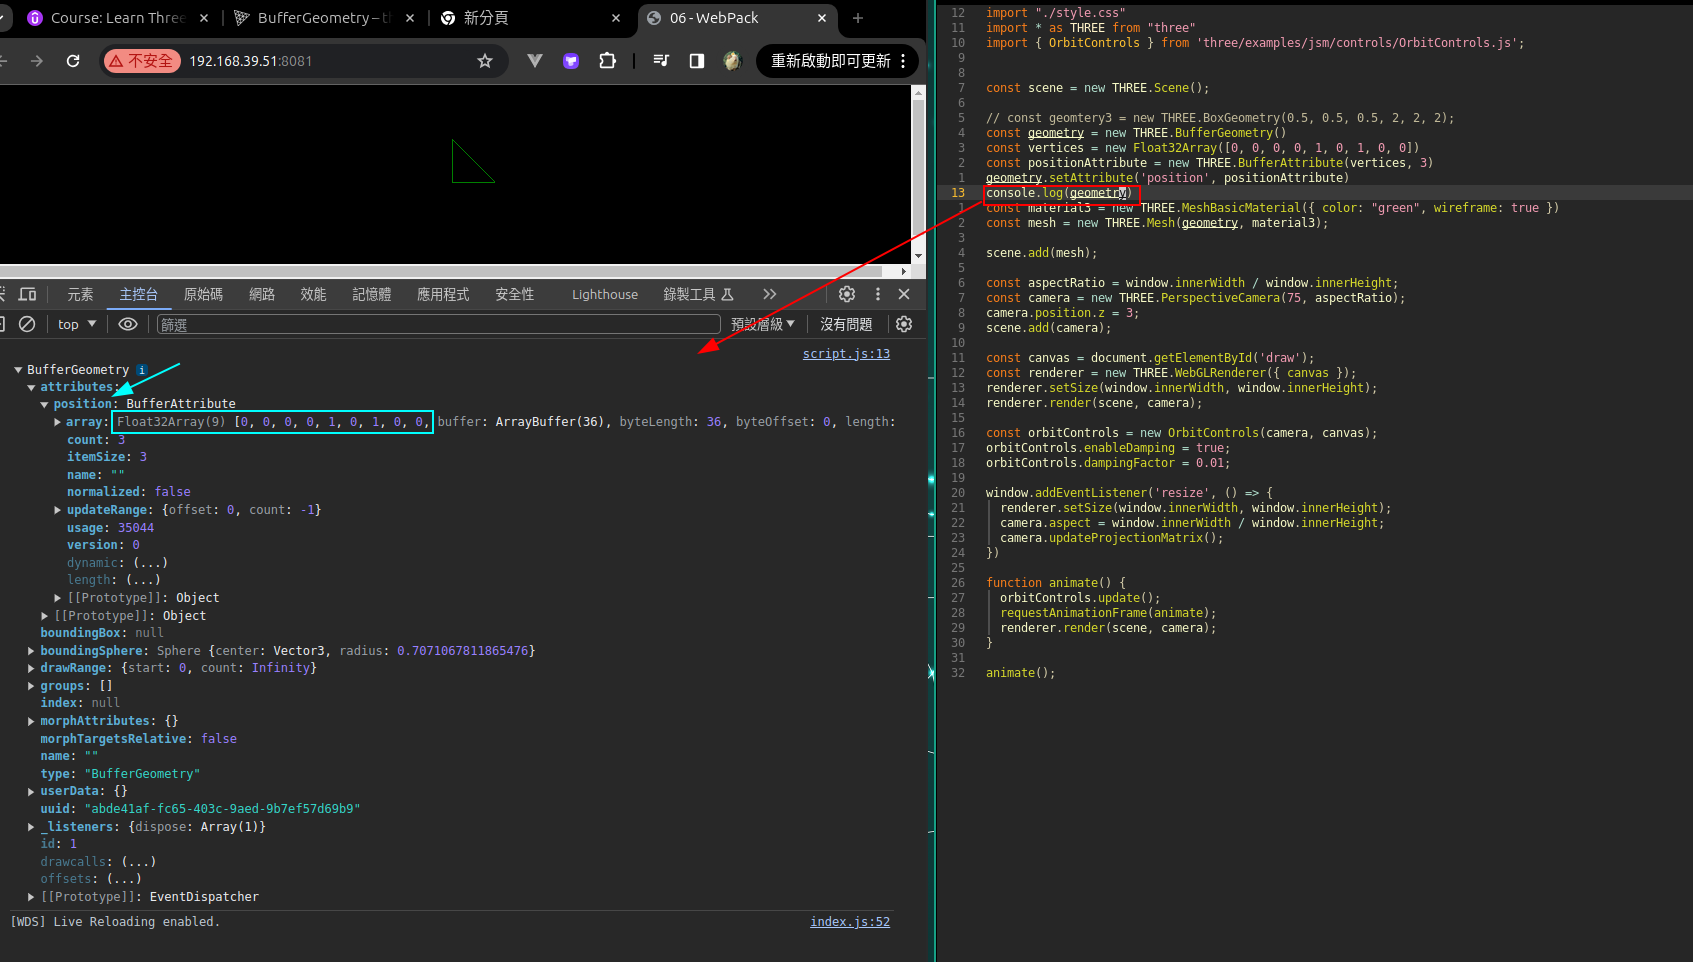 Course: Learn Three
BufferGeometry – th
新分頁
06 - WebPack
不安全
192.168.39.51:8081
重新啟動即可更新
元素
主控台
原始碼
網路
效能
記憶體
應用程式
安全性
Lighthouse
錄製工具
top
篩選
預設層級
沒有問題
script.js:13
BufferGeometry i
attributes:
position: BufferAttribute
array: Float32Array(9) [0, 0, 0, 0, 1, 0, 1, 0, 0, buffer: ArrayBuffer(36), byteLength: 36, byteOffset: 0, length:
count: 3
itemSize: 3
name: ""
normalized: false
updateRange: {offset: 0, count: -1}
usage: 35044
version: 0
dynamic: (...)
length: (...)
[[Prototype]]: Object
[[Prototype]]: Object
boundingBox: null
boundingSphere: Sphere {center: Vector3, radius: 0.7071067811865476}
drawRange: {start: 0, count: Infinity}
groups: []
index: null
morphAttributes: {}
morphTargetsRelative: false
name: ""
type: "BufferGeometry"
userData: {}
uuid: "abde41af-fc65-403c-9aed-9b7ef57d69b9"
_listeners: {dispose: Array(1)}
id: 1
drawcalls: (...)
offsets: (...)
[[Prototype]]: EventDispatcher
[WDS] Live Reloading enabled.
index.js:52
12 import "./style.css"
11 import * as THREE from "three"
10 import { OrbitControls } from 'three/examples/jsm/controls/OrbitControls.js';
9
8
7 const scene = new THREE.Scene();
6
5 // const geomtery3 = new THREE.BoxGeometry(0.5, 0.5, 0.5, 2, 2, 2);
4 const geometry = new THREE.BufferGeometry()
3 const vertices = new Float32Array([0, 0, 0, 0, 1, 0, 1, 0, 0])
2 const positionAttribute = new THREE.BufferAttribute(vertices, 3)
1 geometry.setAttribute('position', positionAttribute)
13 console.log(geometry)
1 const material3 = new THREE.MeshBasicMaterial({ color: "green", wireframe: true })
2 const mesh = new THREE.Mesh(geometry, material3);
3
4 scene.add(mesh);
5
6 const aspectRatio = window.innerWidth / window.innerHeight;
7 const camera = new THREE.PerspectiveCamera(75, aspectRatio);
8 camera.position.z = 3;
9 scene.add(camera);
10
11 const canvas = document.getElementById('draw');
12 const renderer = new THREE.WebGLRenderer({ canvas });
13 renderer.setSize(window.innerWidth, window.innerHeight);
14 renderer.render(scene, camera);
15
16 const orbitControls = new OrbitControls(camera, canvas);
17 orbitControls.enableDamping = true;
18 orbitControls.dampingFactor = 0.01;
19
20 window.addEventListener('resize', () => {
21 renderer.setSize(window.innerWidth, window.innerHeight);
22 camera.aspect = window.innerWidth / window.innerHeight;
23 camera.updateProjectionMatrix();
24 })
25
26 function animate() {
27 orbitControls.update();
28 requestAnimationFrame(animate);
29 renderer.render(scene, camera);
30 }
31
32 animate();